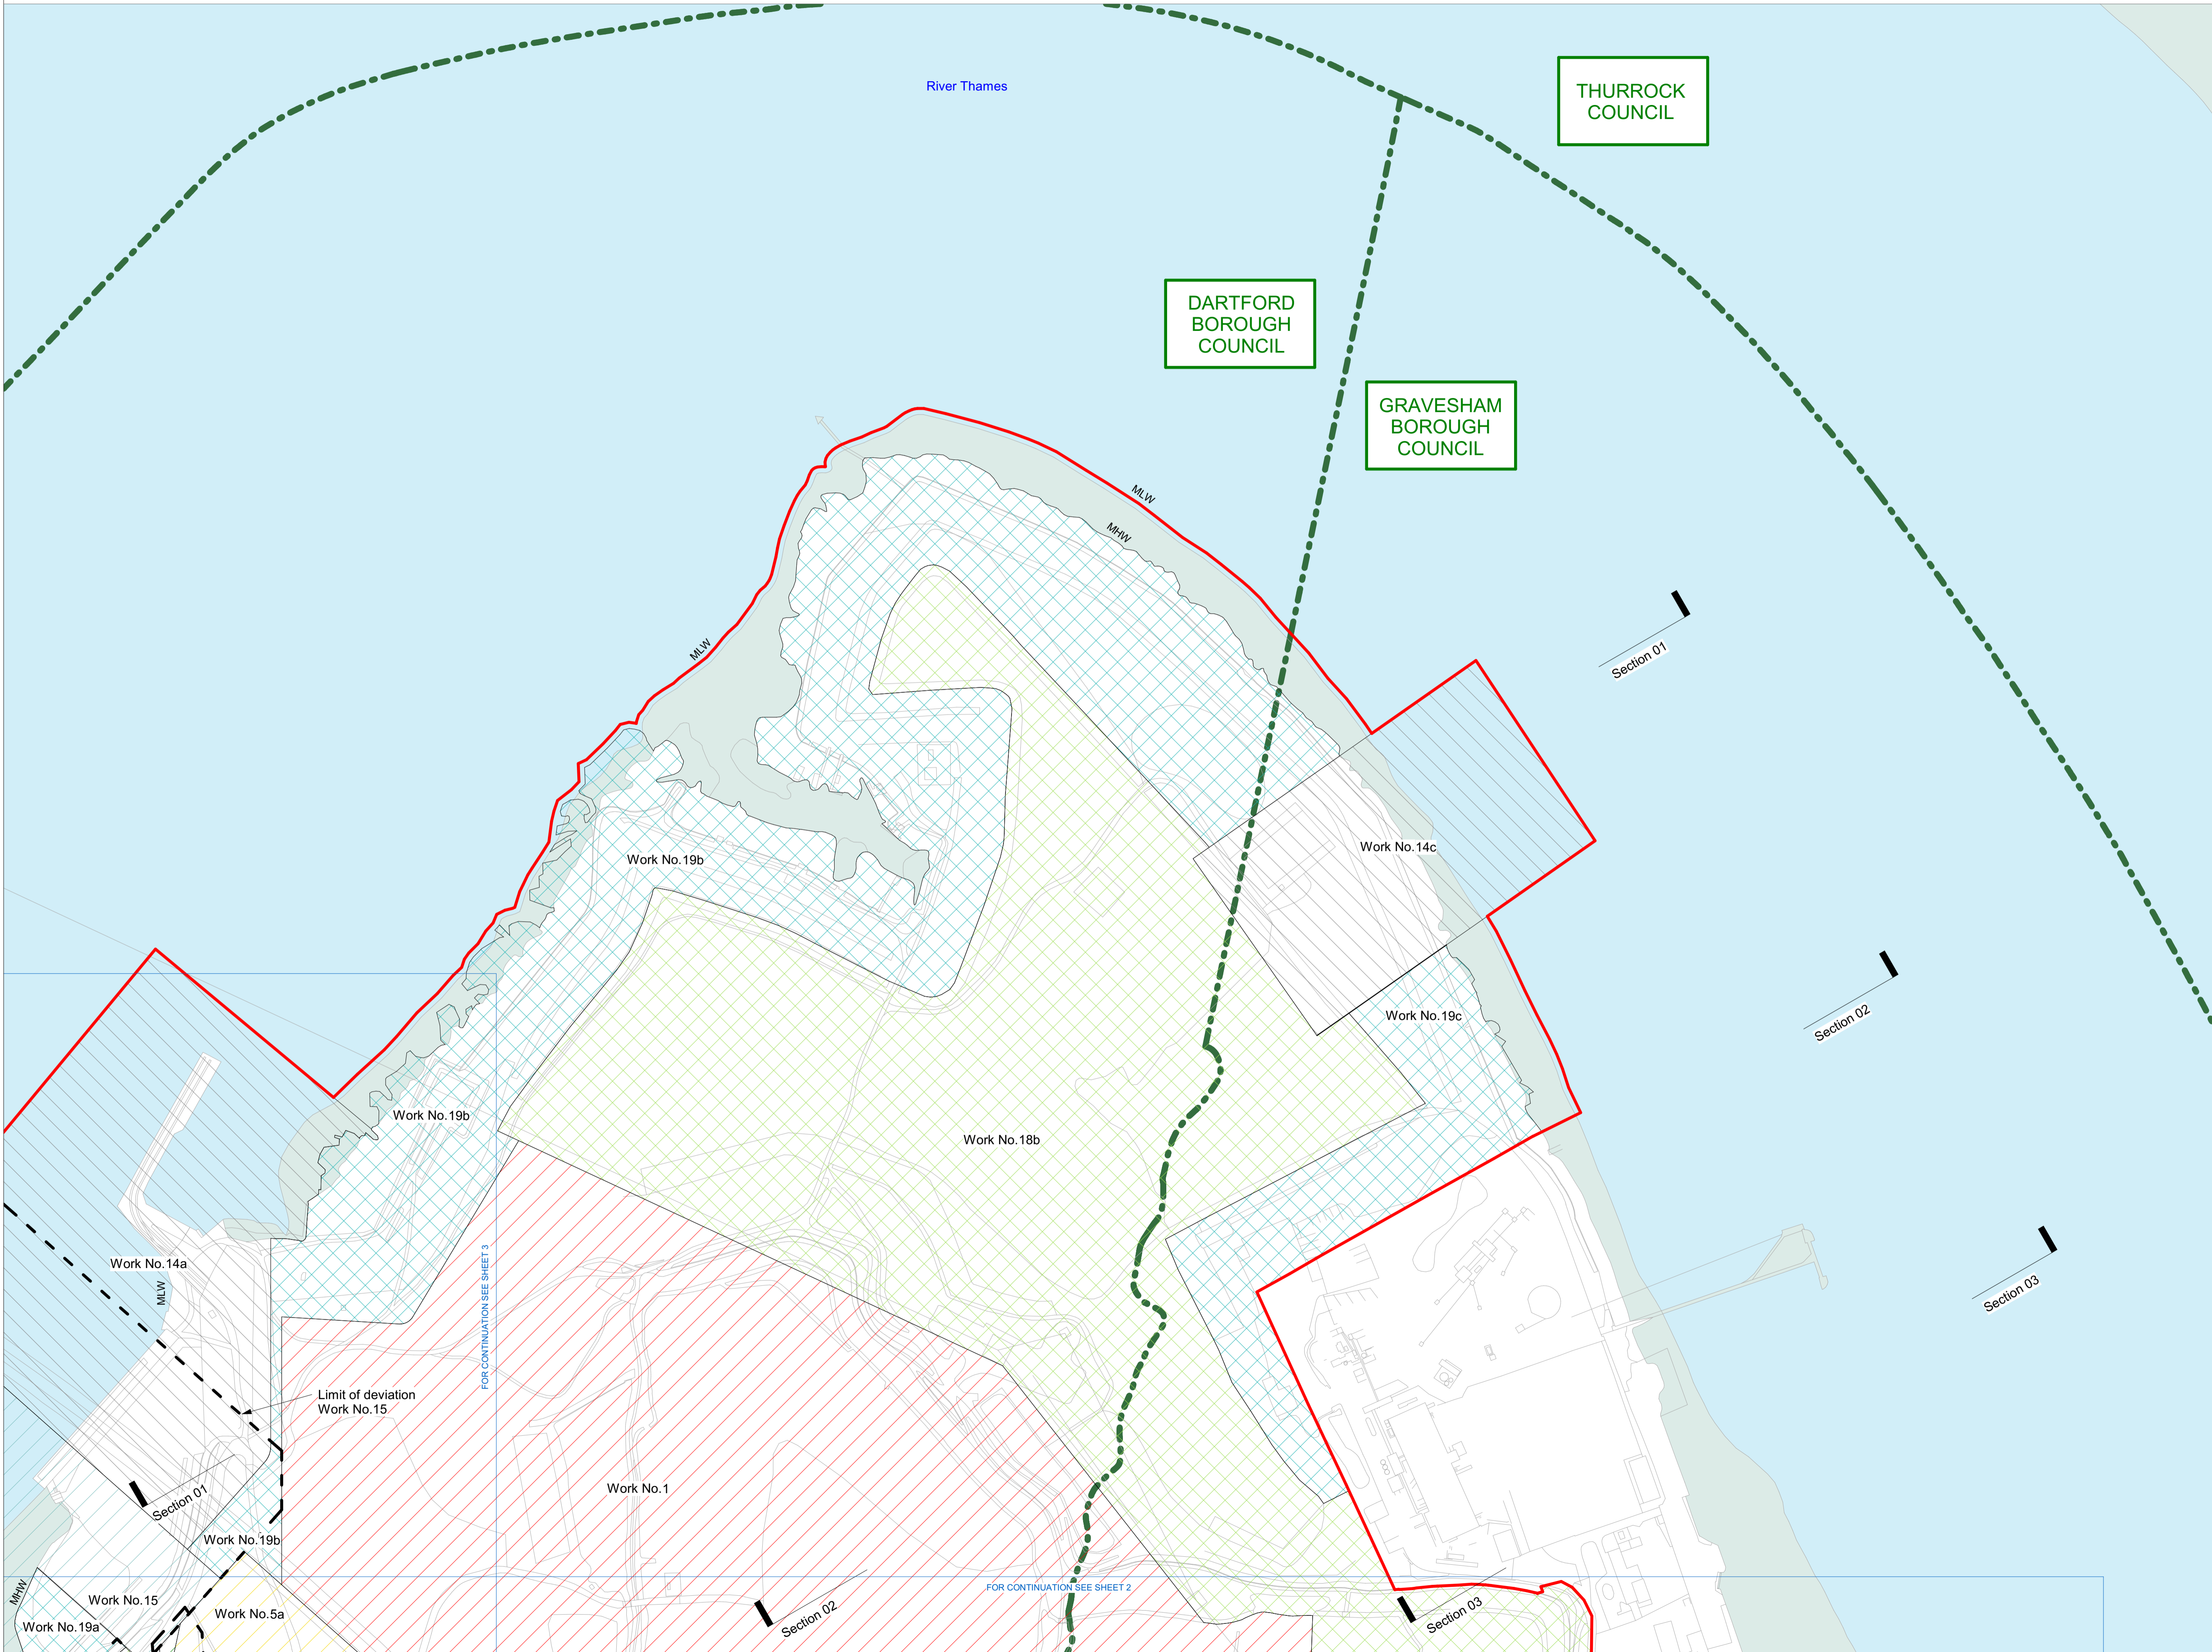 River Thames
THURROCK
COUNCIL
DARTFORD
BOROUGH
COUNCIL
GRAVESHAM
BOROUGH
COUNCIL
MLW
MHW
MLW
Section 01
Work No.14c
Work No.19b
Section 02
Work No.19c
Work No.19b
Work No.18b
Work No.14a
MLW
FOR CONTINUATION SEE SHEET 3
Section 03
Limit of deviation
Work No.15
Work No.1
Section 01
Work No.19b
FOR CONTINUATION SEE SHEET 2
MHW
Work No.15
Work No.5a
Work No.19a
Section 02
Section 03